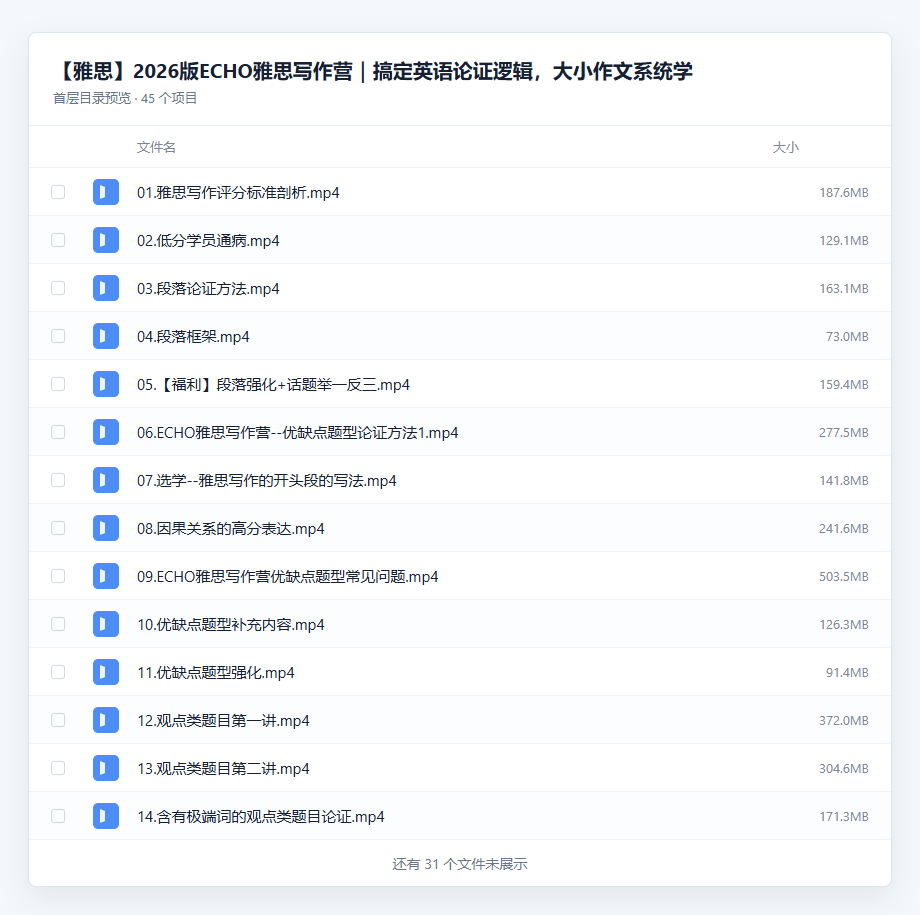 【雅思】2026版ECHO雅思写作营｜搞定英语论证逻辑，大小作文系统学
首层目录预览 · 45 个项目
文件名 大小
01.雅思写作评分标准剖析.mp4 187.6MB
02.低分学员通病.mp4 129.1MB
03.段落论证方法.mp4 163.1MB
04.段落框架.mp4 73.0MB
05.【福利】段落强化+话题举一反三.mp4 159.4MB
06.ECHO雅思写作营--优缺点题型论证方法1.mp4 277.5MB
07.选学--雅思写作的开头段的写法.mp4 141.8MB
08.因果关系的高分表达.mp4 241.6MB
09.ECHO雅思写作营优缺点题型常见问题.mp4 503.5MB
10.优缺点题型补充内容.mp4 126.3MB
11.优缺点题型强化.mp4 91.4MB
12.观点类题目第一讲.mp4 372.0MB
13.观点类题目第二讲.mp4 304.6MB
14.含有极端词的观点类题目论证.mp4 171.3MB
还有 31 个文件未展示